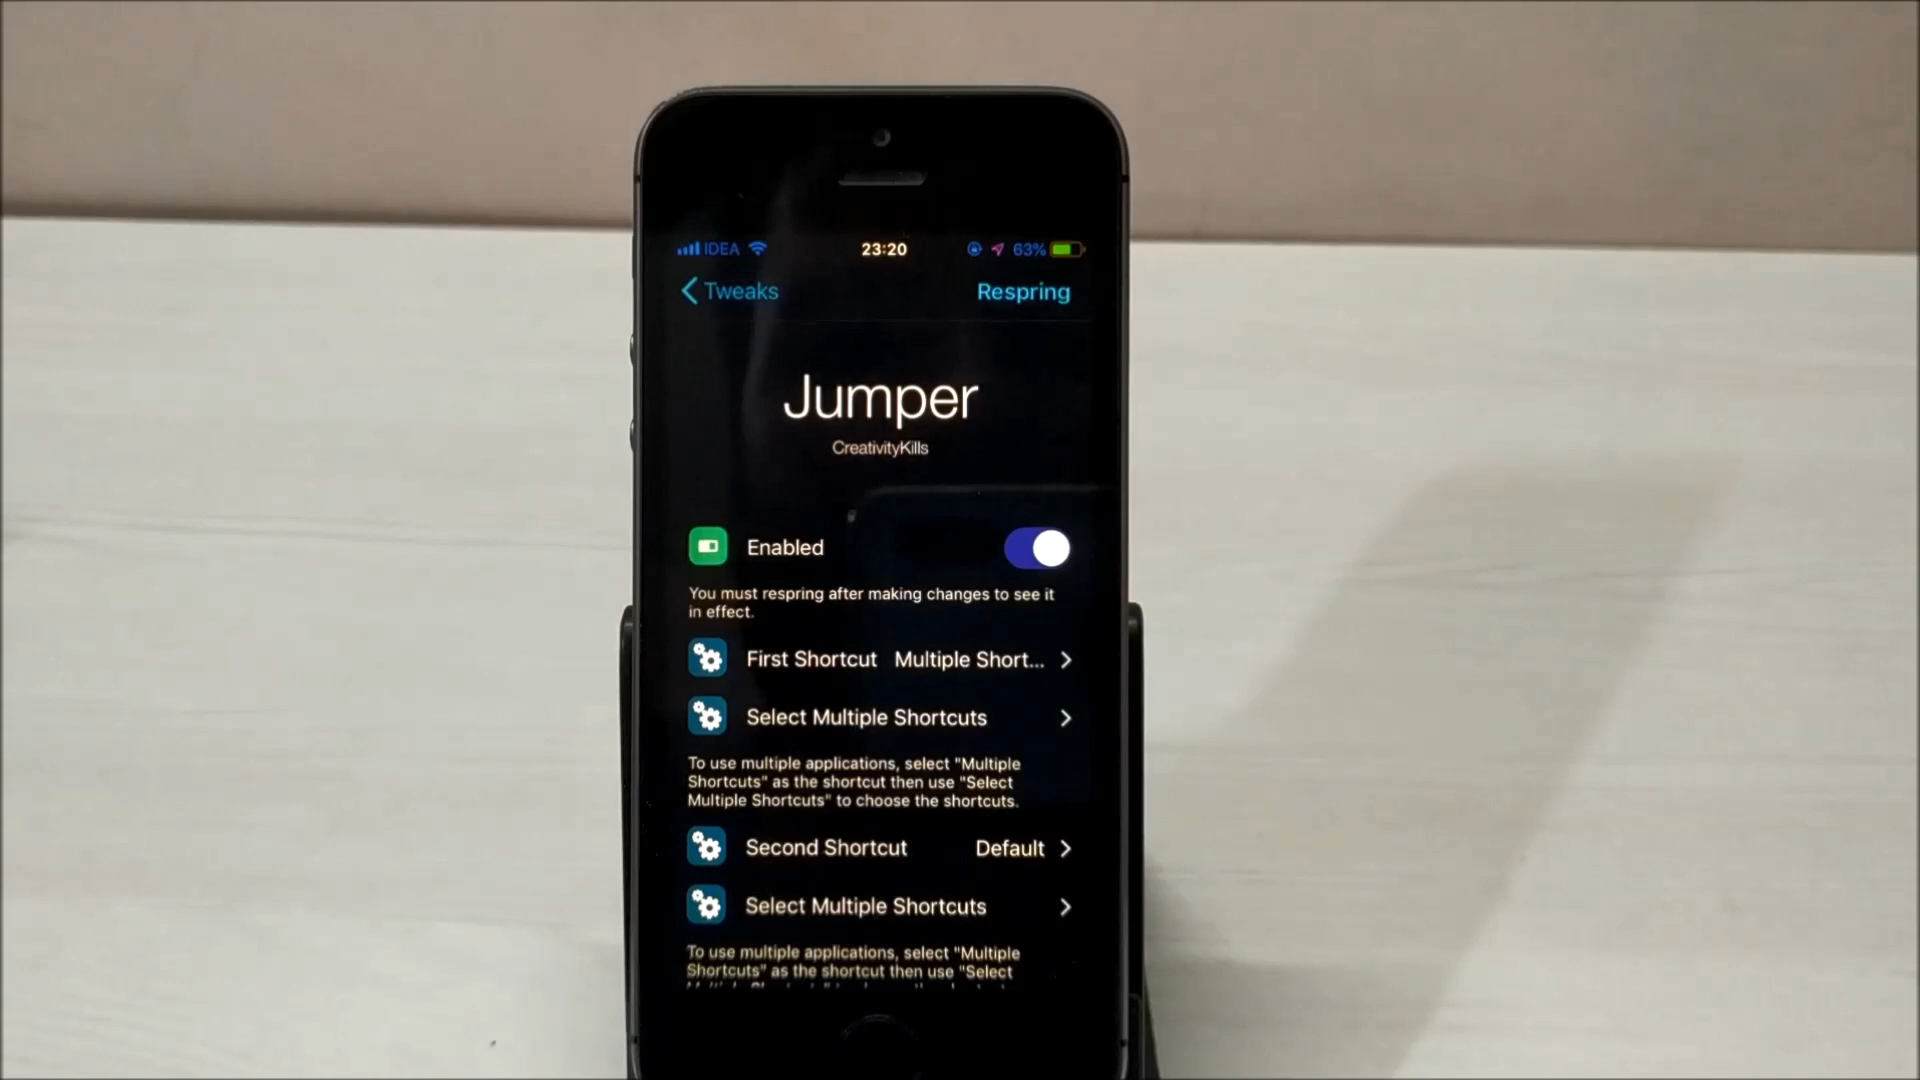 IDEA 23:20 63%
Tweaks Respring
Jumper
CreativityKills
Enabled
You must respring after making changes to see it
in effect.
First Shortcut Multiple Short...
Select Multiple Shortcuts
To use multiple applications, select "Multiple
Shortcuts" as the shortcut then use "Select
Multiple Shortcuts" to choose the shortcuts.
Second Shortcut Default
Select Multiple Shortcuts
To use multiple applications, select "Multiple
Shortcuts" as the shortcut then use "Select